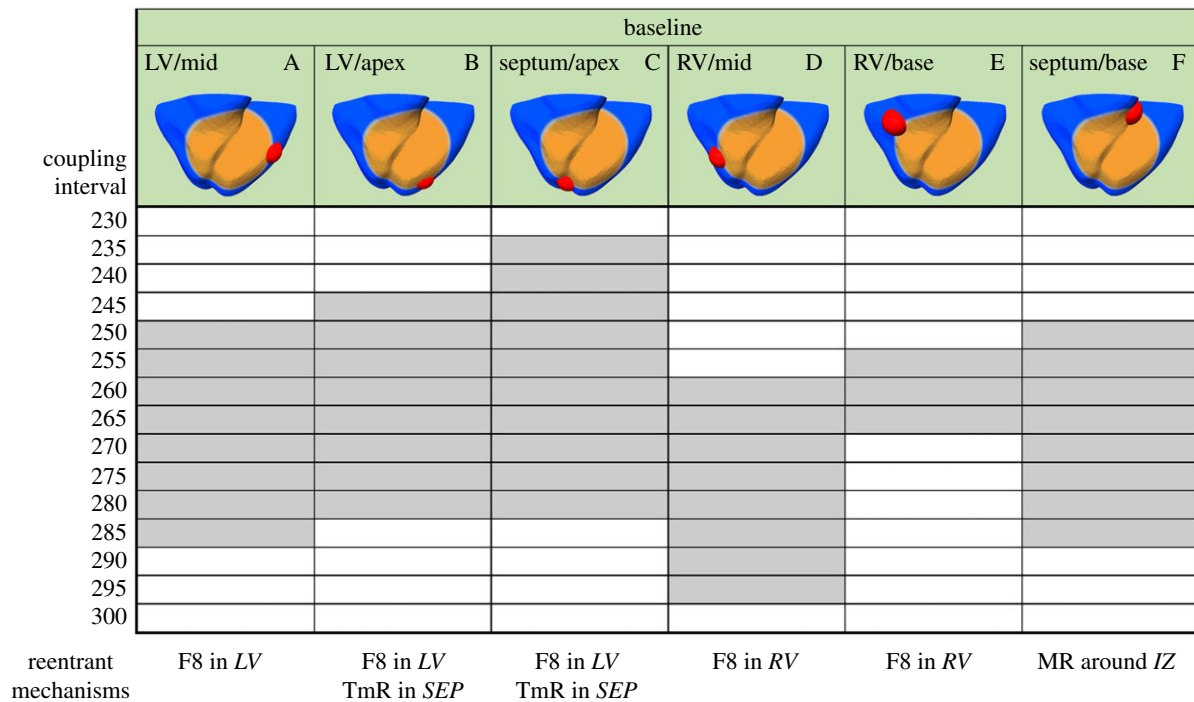 baseline
LV/mid A LV/apex B septum/apex C RV/mid D RV/base E septum/base F
coupling
interval
230
235
240
245
250
255
260
265
270
275
280
285
290
295
300
reentrant F8 in LV F8 in LV F8 in LV F8 in RV F8 in RV MR around IZ
mechanisms TmR in SEP TmR in SEP